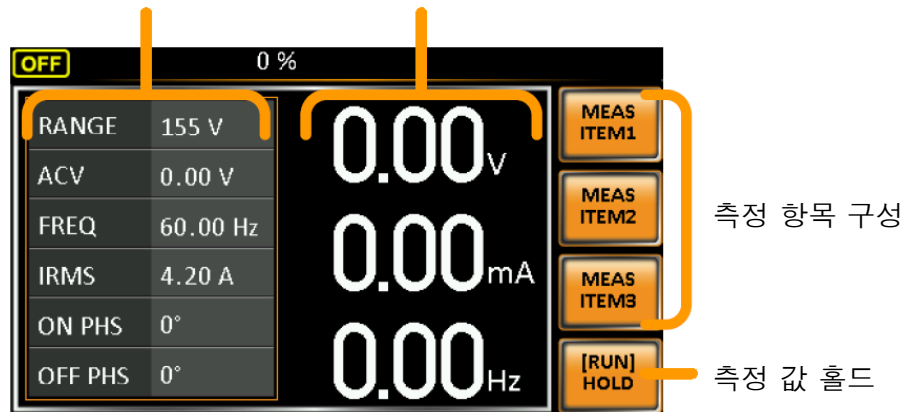 OFF 0 %
RANGE 155 V
ACV 0.00 V
FREQ 60.00 Hz
IRMS 4.20 A
ON PHS 0°
OFF PHS 0°
0.00 V
0.00 mA
0.00 Hz
MEAS
ITEM1
MEAS
ITEM2
MEAS
ITEM3
[RUN]
HOLD
측정 항목 구성
측정 값 홀드